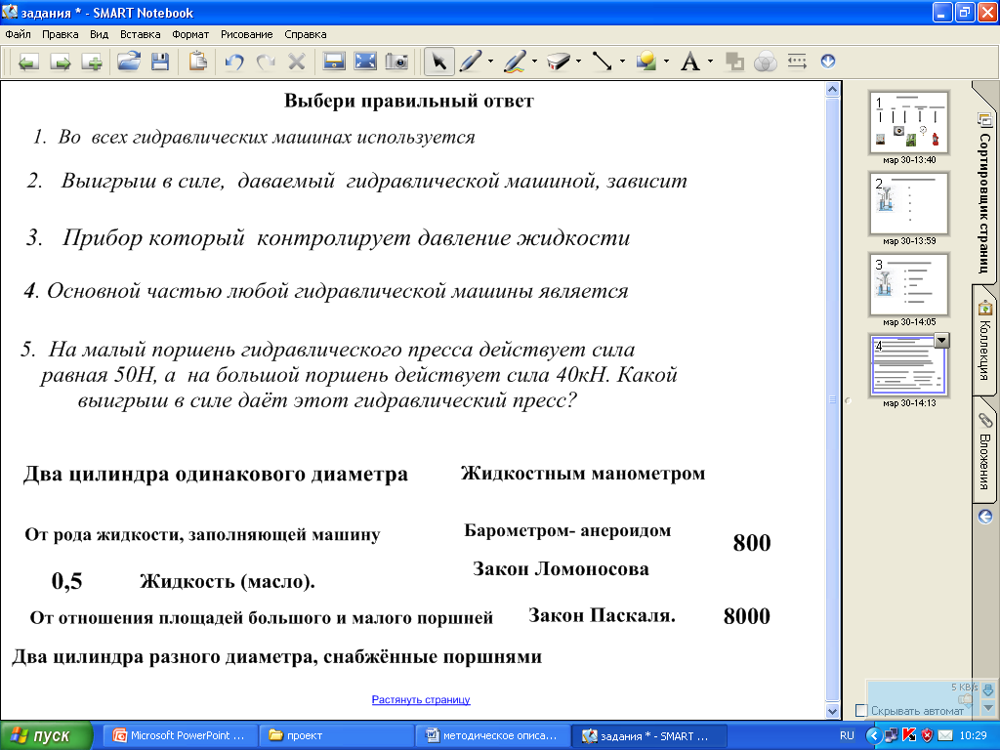 задания * - SMART Notebook
Файл Правка Вид Вставка Формат Рисование Справка
Выбери правильный ответ
1. Во всех гидравлических машинах используется
2. Выигрыш в силе, даваемый гидравлической машиной, зависит
3. Прибор который контролирует давление жидкости
4. Основной частью любой гидравлической машины является
5. На малый поршень гидравлического пресса действует сила
равная 50Н, а на большой поршень действует сила 40кН. Какой
выигрыш в силе даёт этот гидравлический пресс?
Два цилиндра одинакового диаметра
Жидкостным манометром
От рода жидкости, заполняющей машину
Барометром- анероидом
800
0,5
Жидкость (масло).
Закон Ломоносова
От отношения площадей большого и малого поршней
Закон Паскаля.
8000
Два цилиндра разного диаметра, снабжённые поршнями
Растянуть страницу
1
мар 30-13:40
2
мар 30-13:59
3
мар 30-14:05
4
мар 30-14:13
Сортировщик страниц
Коллекция
Вложения
5 KB/s
Скрывать автомат
пуск
Microsoft PowerPoint ...
проект
методическое описа...
задания * - SMART ...
RU
10:29